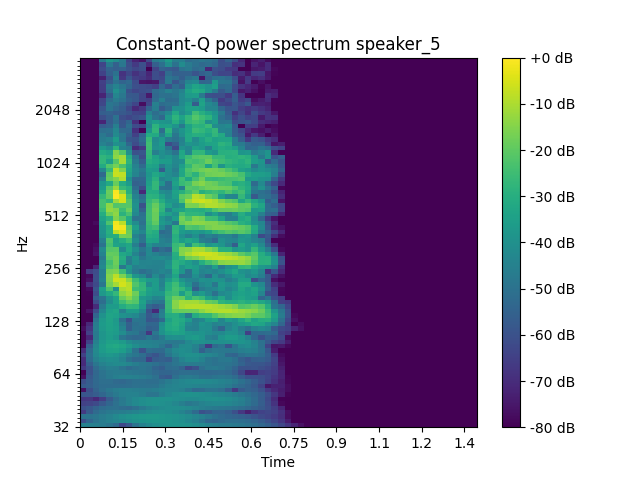 Constant-Q power spectrum speaker_5
Hz
2048
1024
512
256
128
64
32
0 0.15 0.3 0.45 0.6 0.75 0.9 1.1 1.2 1.4
Time
+0 dB
-10 dB
-20 dB
-30 dB
-40 dB
-50 dB
-60 dB
-70 dB
-80 dB